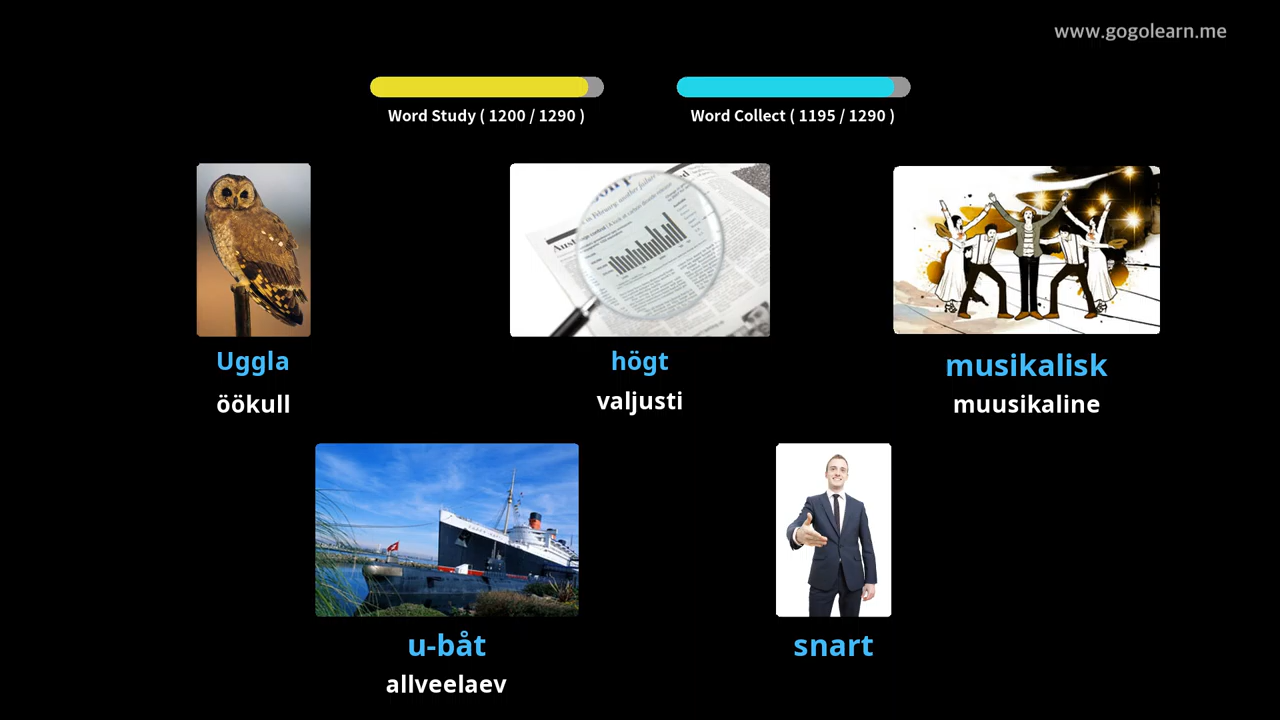 www.gogolearn.me
Word Study ( 1200 / 1290 )
Word Collect ( 1195 / 1290 )
Uggla
öökull
högt
valjusti
musikalisk
muusikaline
u-båt
allveelaev
snart